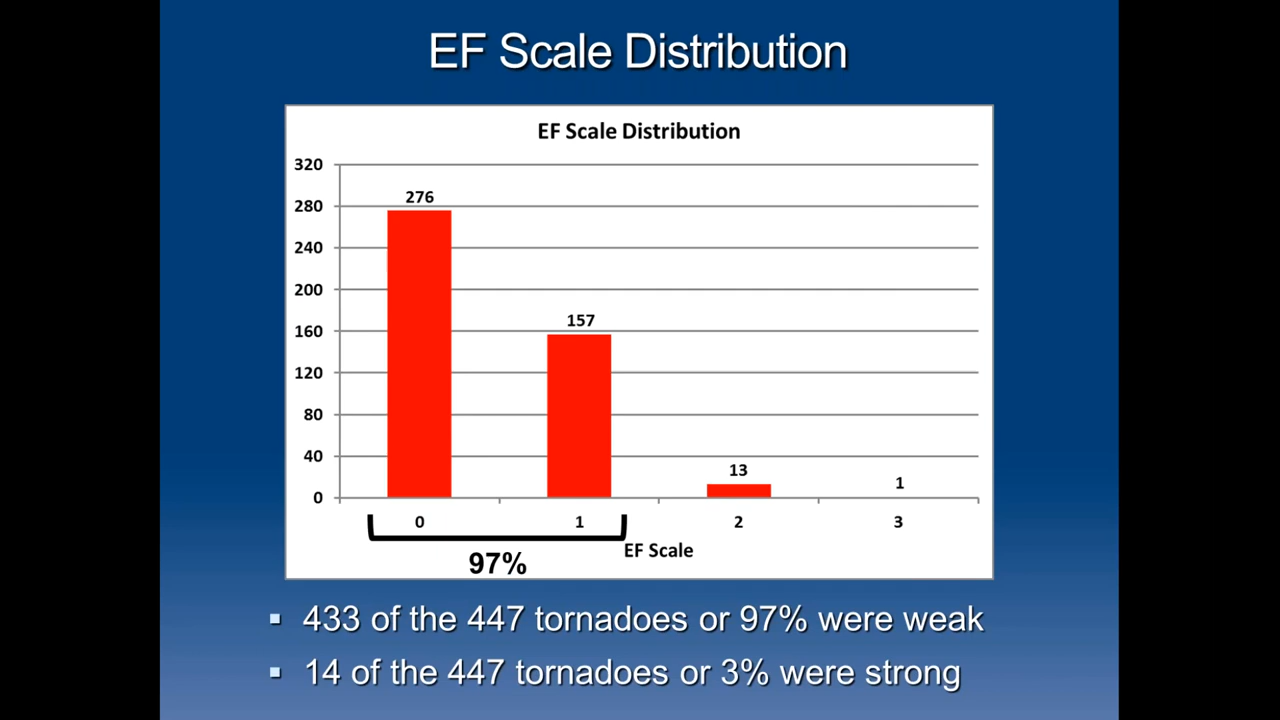 EF Scale Distribution
EF Scale Distribution
320
280
240
200
160
120
80
40
0
276
157
13
1
0 1 2 3
EF Scale
97%
▪ 433 of the 447 tornadoes or 97% were weak
▪ 14 of the 447 tornadoes or 3% were strong